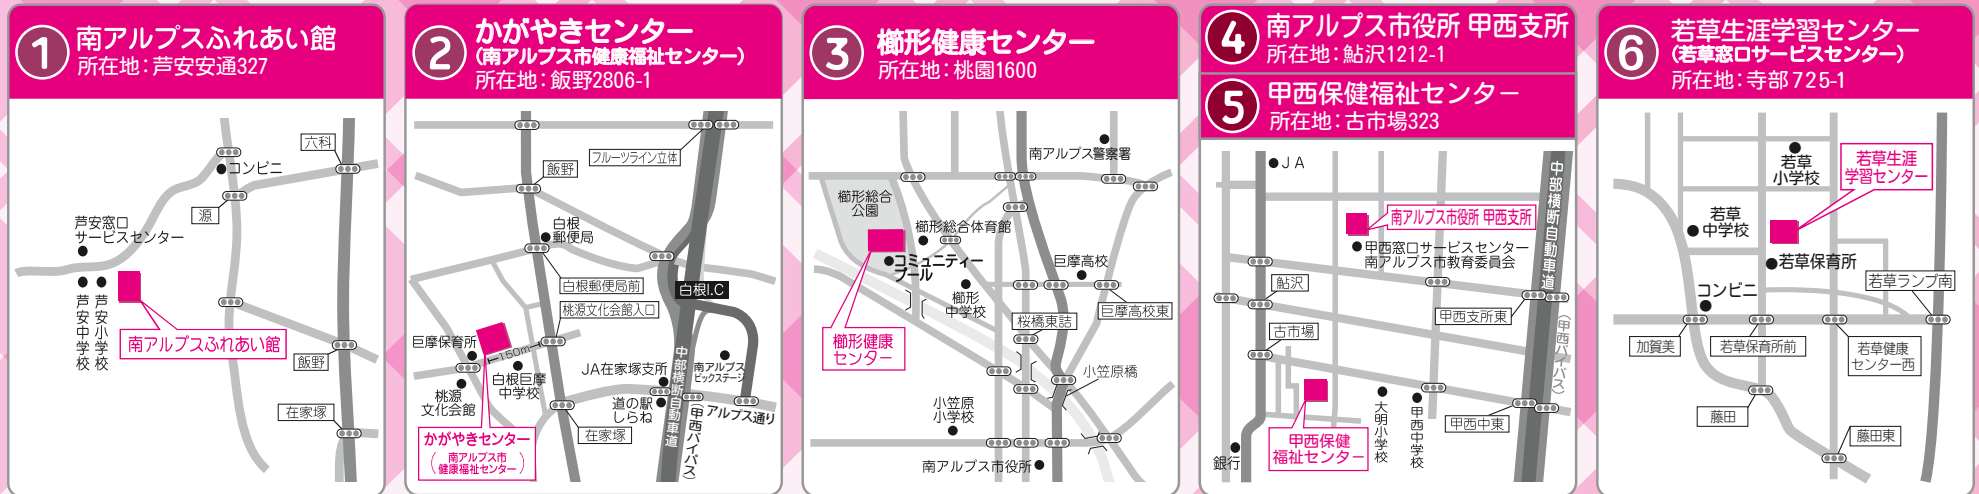 1
南アルプスふれあい館
所在地：芦安安通327
六科
コンビニ
源
芦安窓口
サービスセンター
芦安中学校
芦安小学校
南アルプスふれあい館
飯野
在家塚
2
かがやきセンター
（南アルプス市健康福祉センター）
所在地：飯野2806-1
フルーツライン立体
飯野
白根
郵便局
白根郵便局前
白根I.C
桃源文化会館入口
巨摩保育所
150m
白根巨摩
中学校
桃源
文化会館
JA在家塚支所
南アルプス
ビックステージ
道の駅
しらね
アルプス通り
在家塚
中部横断自動車道
（甲西バイパス）
かがやきセンター
（南アルプス市
健康福祉センター）
3
櫛形健康センター
所在地：桃園1600
南アルプス警察署
櫛形総合
公園
櫛形総合体育館
コミュニティー
プール
巨摩高校
櫛形
中学校
巨摩高校東
桜橋東詰
櫛形健康
センター
小笠原橋
小笠原
小学校
南アルプス市役所
4
南アルプス市役所 甲西支所
所在地：鮎沢1212-1
5
甲西保健福祉センター
所在地：古市場323
JA
中部横断自動車道
（甲西バイパス）
南アルプス市役所 甲西支所
甲西窓口サービスセンター
南アルプス市教育委員会
鮎沢
甲西支所東
古市場
大明小学校
甲西中学校
甲西中東
甲西保健
福祉センター
銀行
6
若草生涯学習センター
（若草窓口サービスセンター）
所在地：寺部725-1
若草
小学校
若草生涯
学習センター
若草
中学校
若草保育所
若草ランプ南
コンビニ
加賀美
若草保育所前
若草健康
センター西
藤田
藤田東